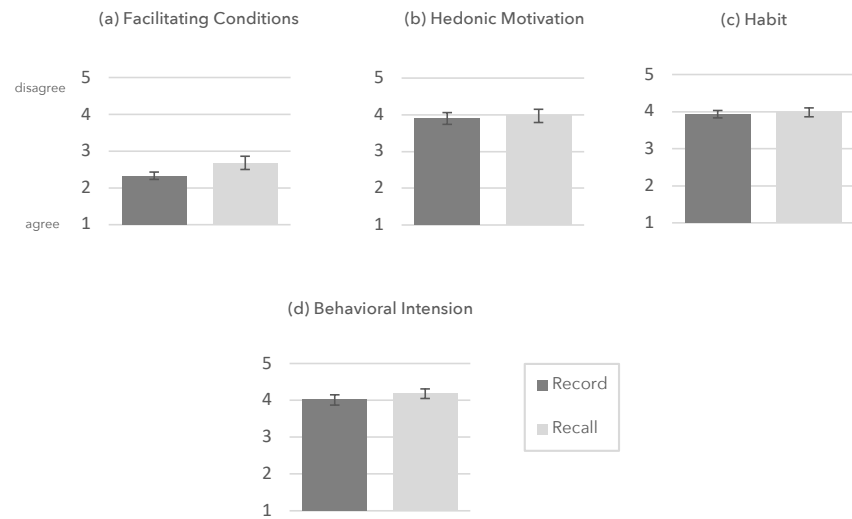 (a) Facilitating Conditions
(b) Hedonic Motivation
(c) Habit
disagree
5
4
3
2
1
agree
5
4
3
2
1
5
4
3
2
1
(d) Behavioral Intension
5
4
3
2
1
Record
Recall